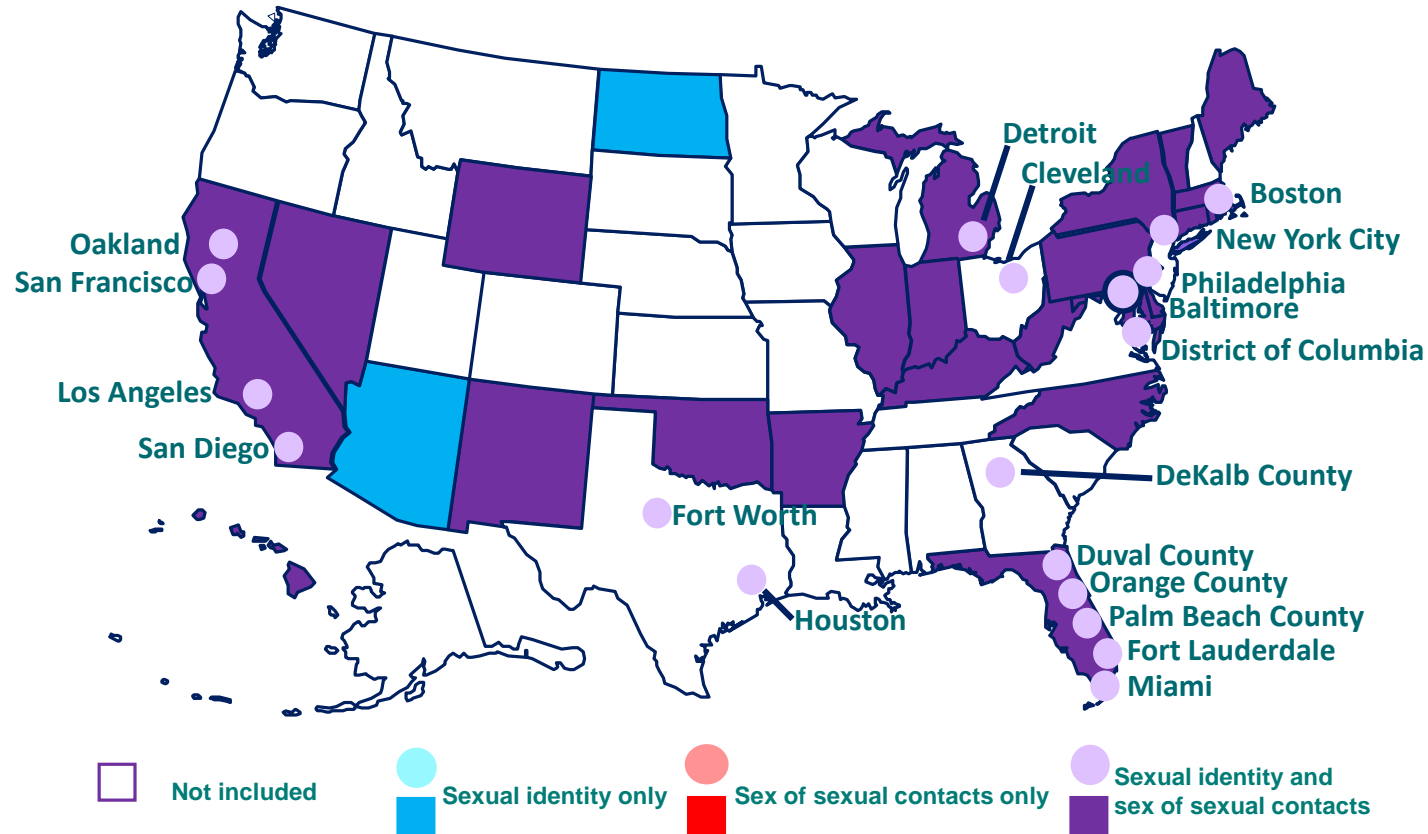 Detroit
Cleveland
Boston
New York City
Oakland
San Francisco
Philadelphia
Baltimore
District of Columbia
Los Angeles
San Diego
DeKalb County
Fort Worth
Duval County
Orange County
Palm Beach County
Houston
Fort Lauderdale
Miami
Not included
Sexual identity only
Sex of sexual contacts only
Sexual identity and
sex of sexual contacts